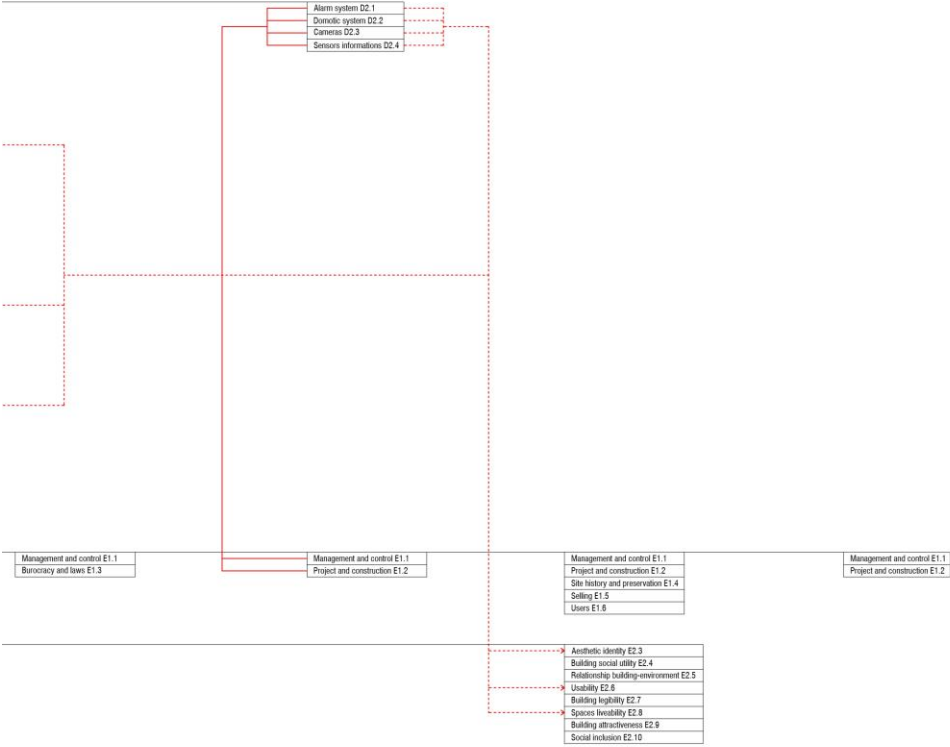 Alarm system D2.1
Domotic system D2.2
Cameras D2.3
Sensors informations D2.4
Management and control E1.1
Burocracy and laws E1.3
Management and control E1.1
Project and construction E1.2
Management and control E1.1
Project and construction E1.2
Site history and preservation E1.4
Selling E1.5
Users E1.6
Management and control E1.1
Project and construction E1.2
Aesthetic identity E2.3
Building social utility E2.4
Relationship building-environment E2.5
Usability E2.6
Building legibility E2.7
Spaces liveability E2.8
Building attractiveness E2.9
Social inclusion E2.10